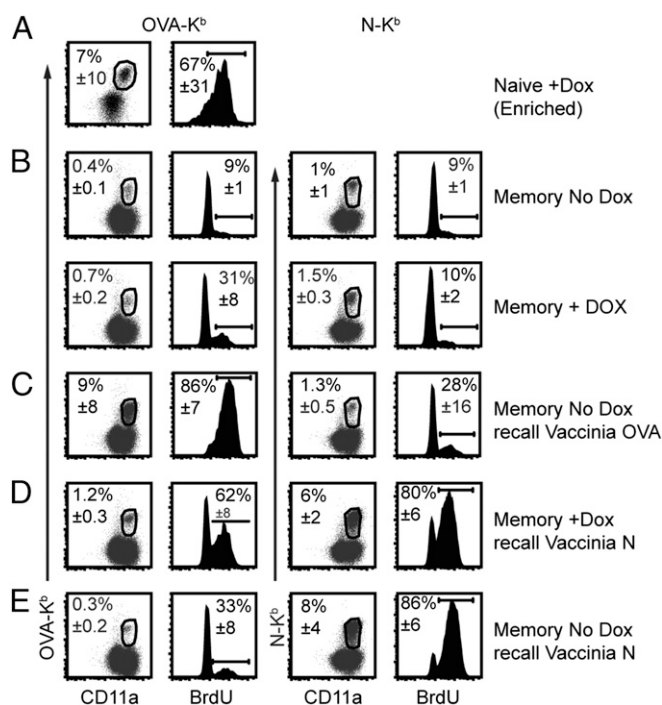 OVA-Kᵇ N-Kᵇ
A
7% ±10
67% ±31
Naive +Dox
(Enriched)
B
0.4% ±0.1
9% ±1
1% ±1
9% ±1
Memory No Dox
0.7% ±0.2
31% ±8
1.5% ±0.3
10% ±2
Memory + DOX
C
9% ±8
86% ±7
1.3% ±0.5
28% ±16
Memory No Dox
recall Vaccinia OVA
D
1.2% ±0.3
62% ±8
6% ±2
80% ±6
Memory +Dox
recall Vaccinia N
E
0.3% ±0.2
33% ±8
8% ±4
86% ±6
Memory No Dox
recall Vaccinia N
OVA-Kᵇ
N-Kᵇ
CD11a BrdU CD11a BrdU